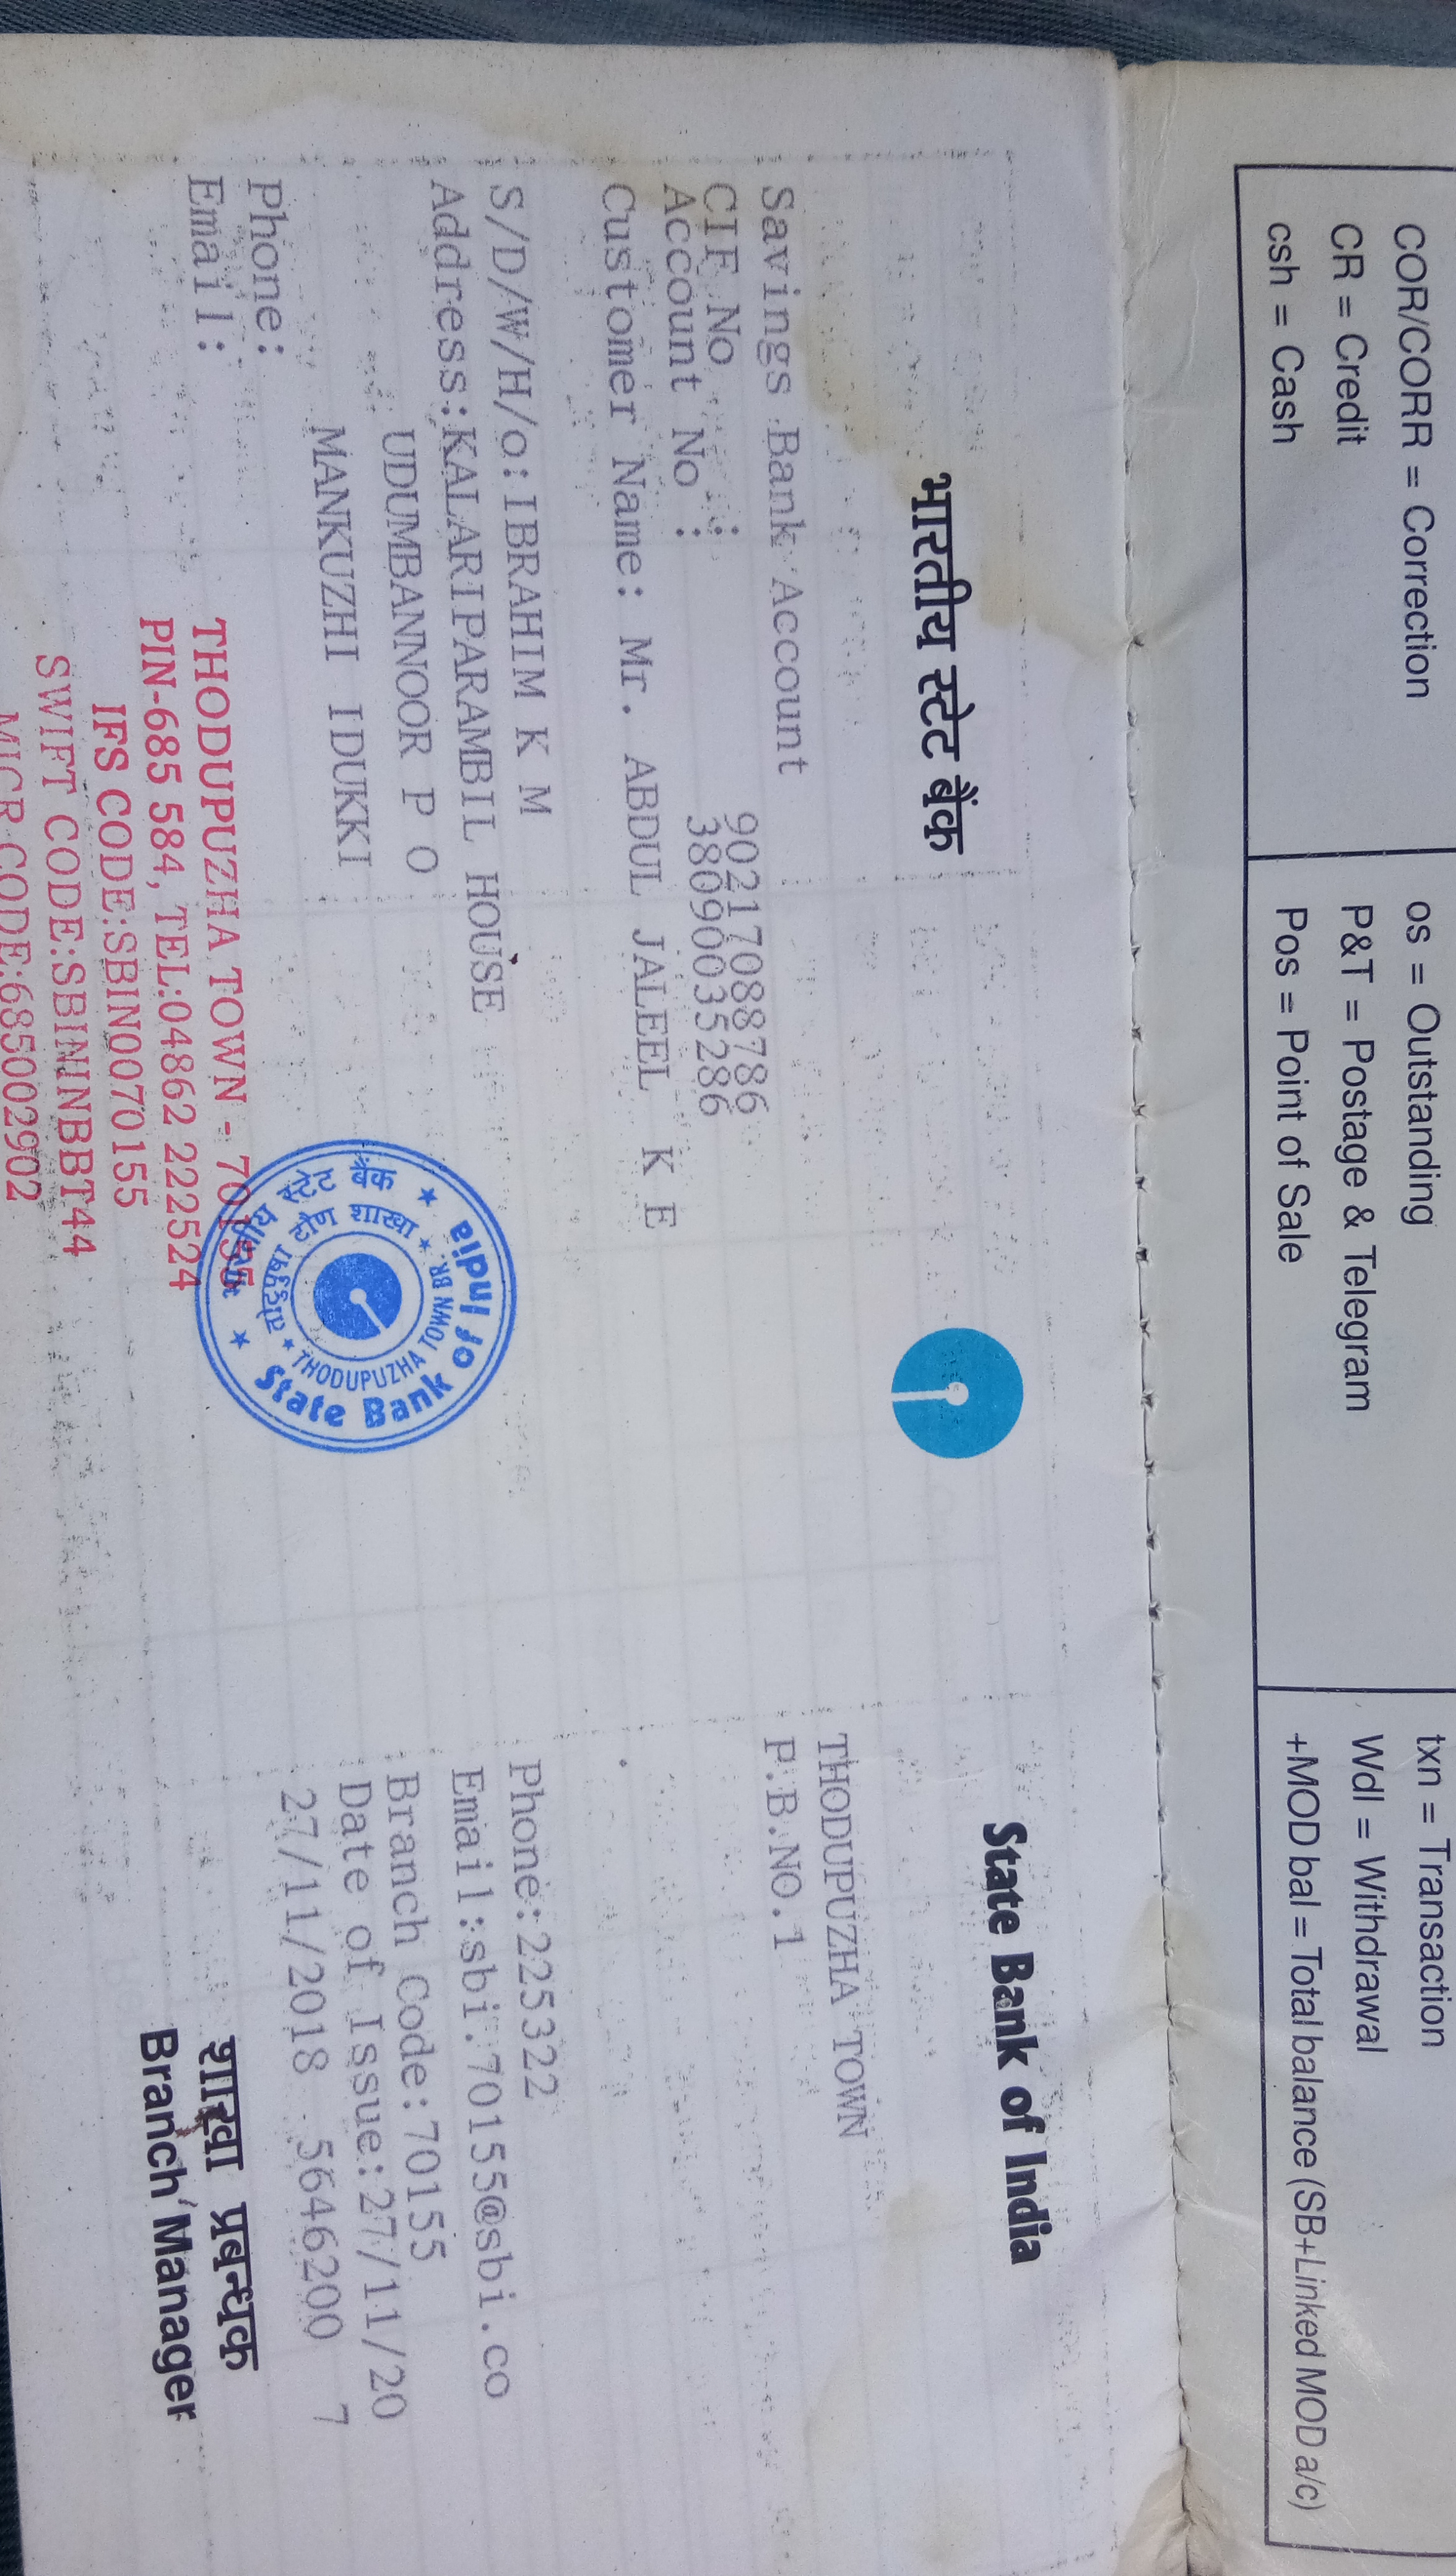 COR/CORR = Correction
CR = Credit
csh = Cash
os = Outstanding
P&T = Postage & Telegram
Pos = Point of Sale
txn = Transaction
Wdl = Withdrawal
+MOD bal = Total balance (SB+Linked MOD a/c)
भारतीय स्टेट बैंक
State Bank of India
Savings Bank Account
CIF No : 90217088786
Account No : 38090035286
Customer Name: Mr. ABDUL JALEEL K E
S/D/W/H/o:IBRAHIM K M
Address:KALARIPARAMBIL HOUSE
UDUMBANNOOR P O
MANKUZHI IDUKKI
Phone:
Email:
THODUPUZHA TOWN
P.B.NO.1
.
Phone:225322
Email:sbi.70155@sbi.co
Branch Code:70155
Date of Issue:27/11/20
27/11/2018 5646200 7
शाखा प्रबन्धक
Branch Manager
THODUPUZHA TOWN - 70155
PIN-685 584, TEL:04862 222524
IFS CODE:SBIN0070155
SWIFT CODE:SBININBBT44
MICR CODE:685002902
भारतीय स्टेट बैंक
State Bank of India
तोटुपुषा टौण शाखा
THODUPUZHA TOWN BR.